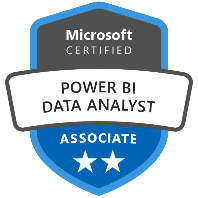 Microsoft
CERTIFIED
POWER BI
DATA ANALYST
ASSOCIATE